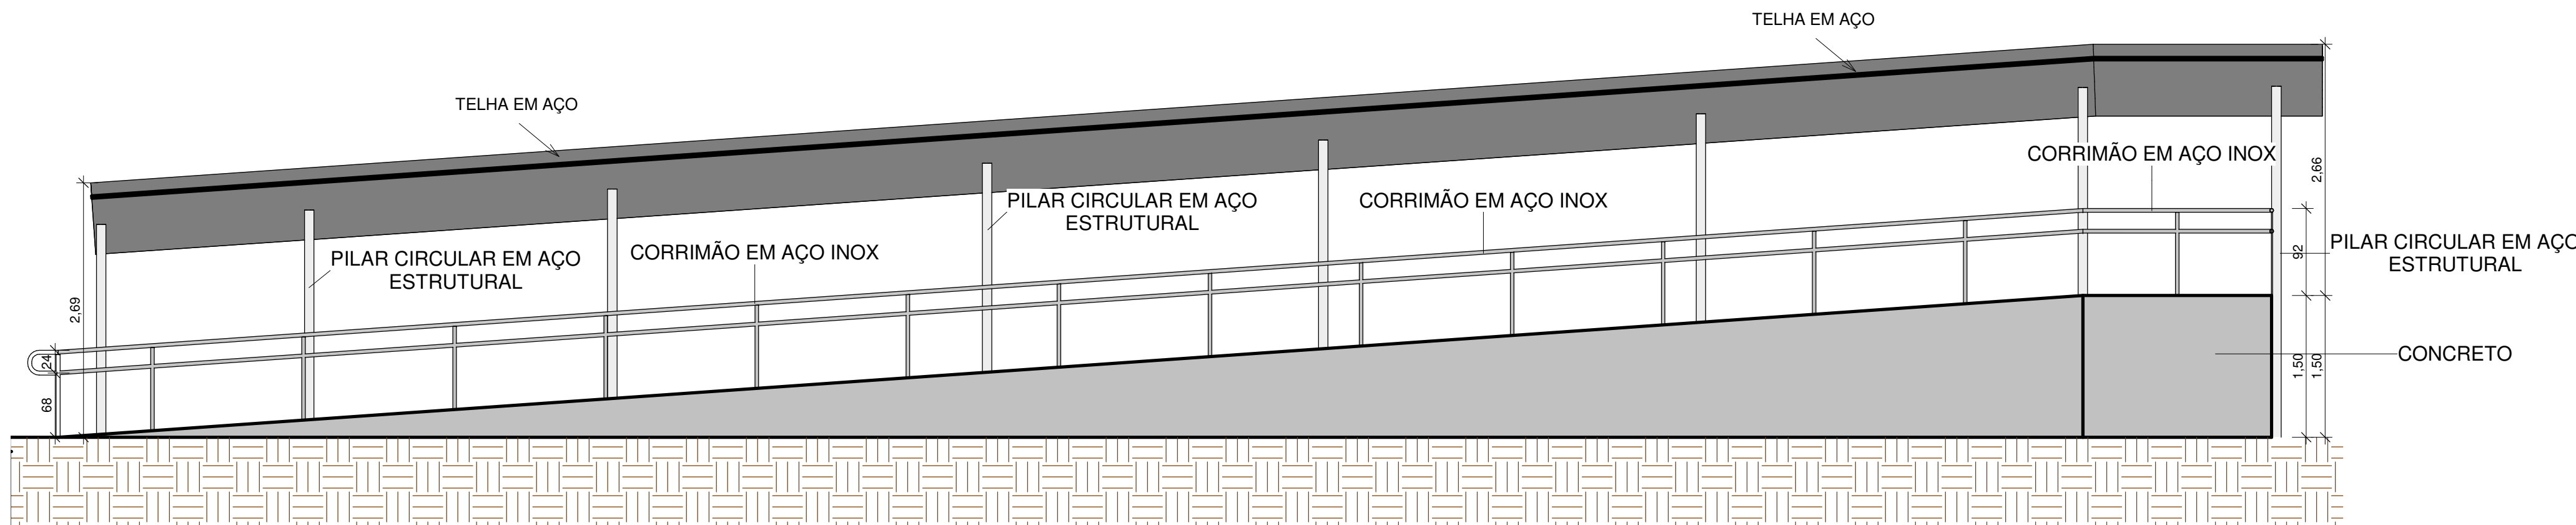 TELHA EM AÇO
TELHA EM AÇO
CORRIMÃO EM AÇO INOX
2,66
PILAR CIRCULAR EM AÇO
ESTRUTURAL
CORRIMÃO EM AÇO INOX
CORRIMÃO EM AÇO INOX
PILAR CIRCULAR EM AÇO
ESTRUTURAL
PILAR CIRCULAR EM AÇO
ESTRUTURAL
92
2,69
24
68
1,50
1,50
CONCRETO